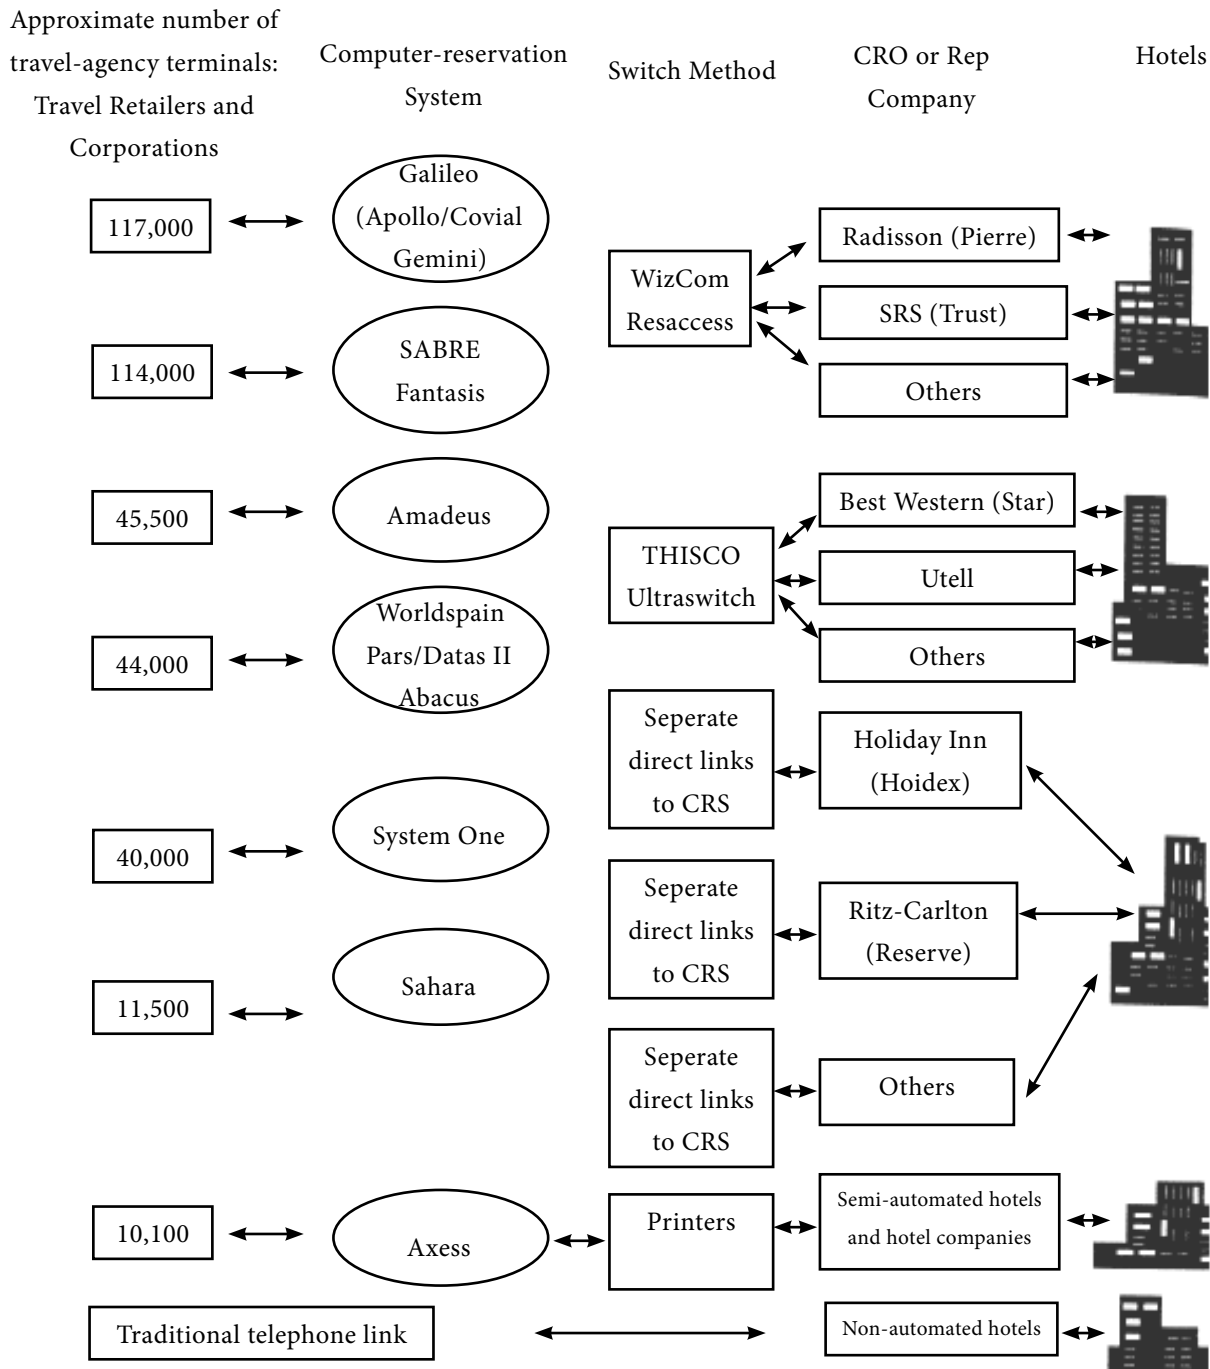 Approximate number of
travel-agency terminals:
Travel Retailers and
Corporations
Computer-reservation
System
Switch Method
CRO or Rep
Company
Hotels
117,000
Galileo
(Apollo/Covial
Gemini)
114,000
SABRE
Fantasis
WizCom
Resaccess
Radisson (Pierre)
SRS (Trust)
Others
45,500
Amadeus
44,000
Worldspain
Pars/Datas II
Abacus
THISCO
Ultraswitch
Best Western (Star)
Utell
Others
40,000
System One
Seperate
direct links
to CRS
Holiday Inn
(Hoidex)
11,500
Sahara
Seperate
direct links
to CRS
Ritz-Carlton
(Reserve)
Seperate
direct links
to CRS
Others
10,100
Axess
Printers
Semi-automated hotels
and hotel companies
Traditional telephone link
Non-automated hotels